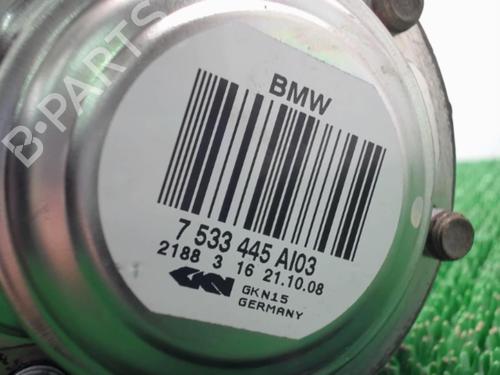 B-PARTS
BMW
7 533 445 AI03
2188 3 16 21.10.08
GKN
GKN15
GERMANY